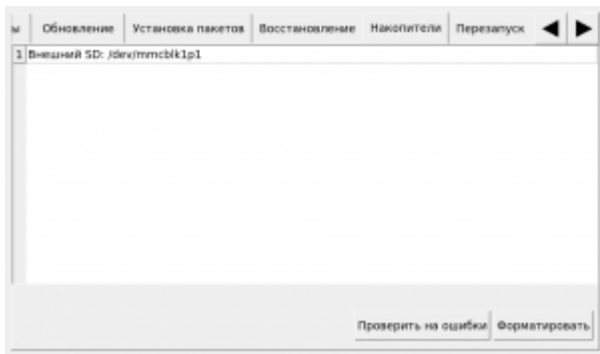 ы Обновление Установка пакетов Восстановление Накопители Перезапуск
1 Внешний SD: /dev/mmcblk1p1
Проверить на ошибки Форматировать